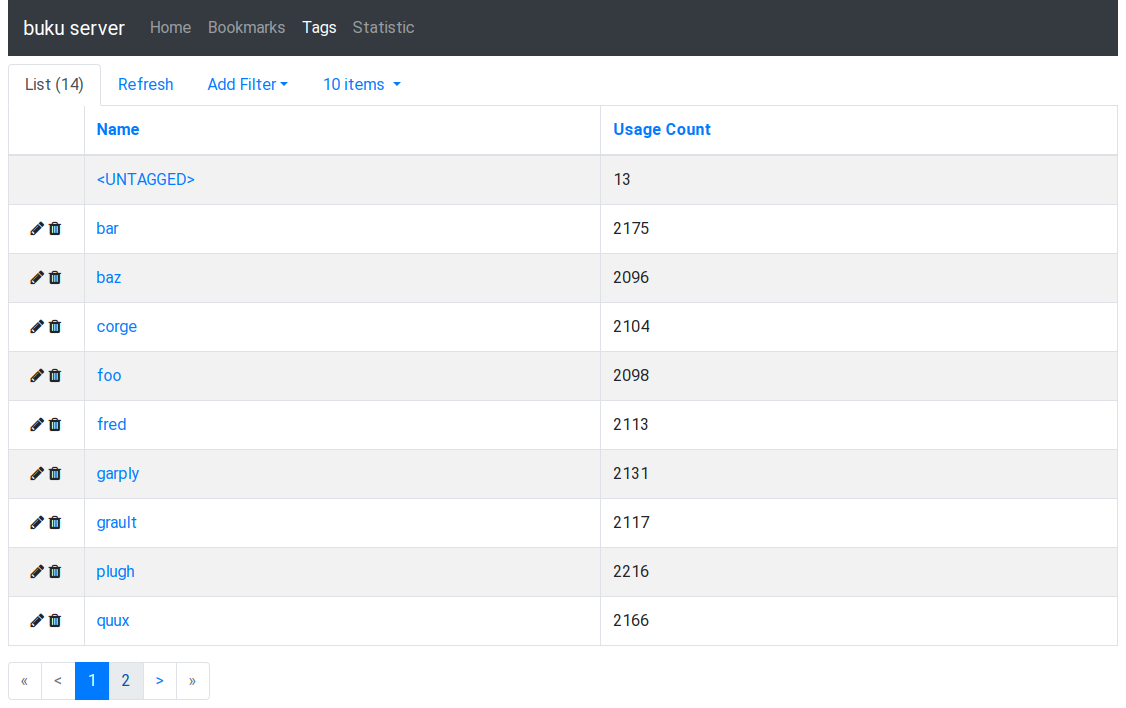 buku server Home Bookmarks Tags Statistic
List (14) Refresh Add Filter 10 items
Name Usage Count
<UNTAGGED> 13
bar 2175
baz 2096
corge 2104
foo 2098
fred 2113
garply 2131
grault 2117
plugh 2216
quux 2166
« < 1 2 > »